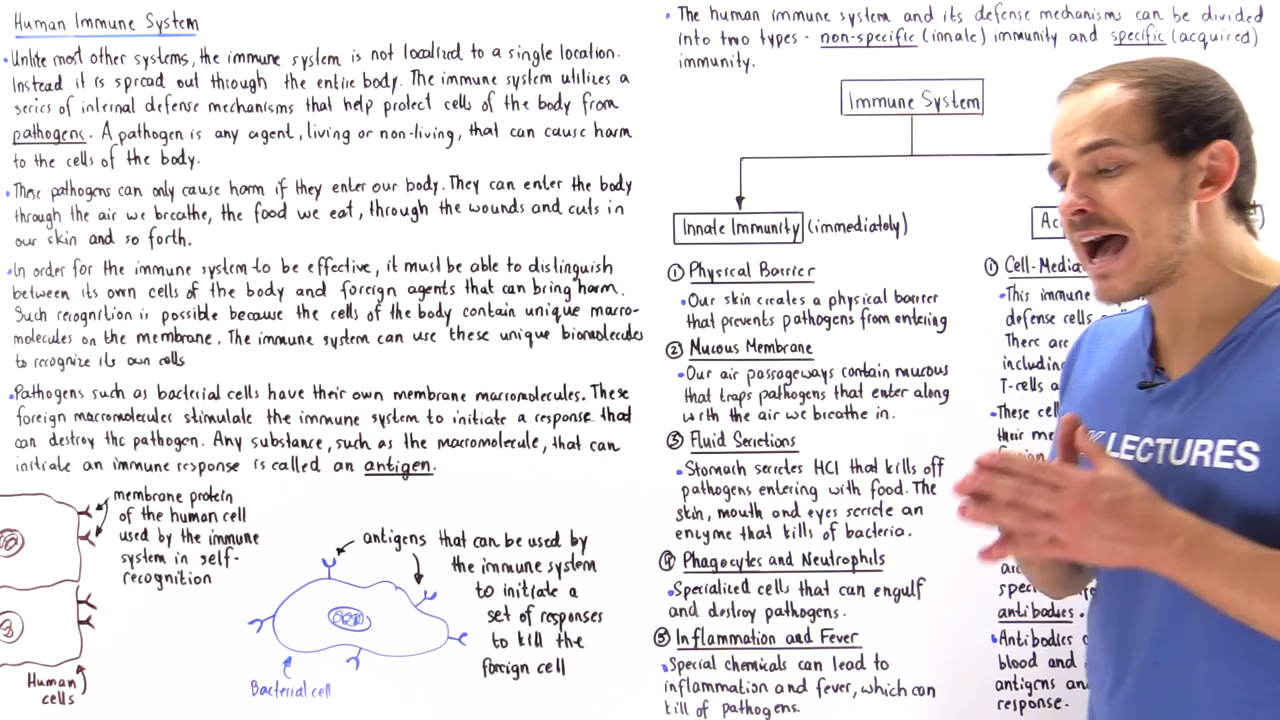 Human Immune System
•Unlike most other systems, the immune system is not localized to a single location.
Instead it is spread out through the entire body. The immune system utilizes a
series of internal defense mechanisms that help protect cells of the body from
pathogens. A pathogen is any agent, living or non-living, that can cause harm
to the cells of the body.
•These pathogens can only cause harm if they enter our body. They can enter the body
through the air we breathe, the food we eat, through the wounds and cuts in
our skin and so forth.
•In order for the immune system to be effective, it must be able to distinguish
between its own cells of the body and foreign agents that can bring harm.
Such recognition is possible because the cells of the body contain unique macro-
molecules on the membrane. The immune system can use these unique biomolecules
to recognize its own cells
•Pathogens such as bacterial cells have their own membrane macromolecules. These
foreign macromolecules stimulate the immune system to initiate a response that
can destroy the pathogen. Any substance, such as the macromolecule, that can
initiate an immune response is called an antigen.
membrane protein
of the human cell
used by the immune
system in self-
recognition
Human
cells
antigens that can be used by
the immune system
to initiate a
set of responses
to kill the
foreign cell
Bacterial cell
• The human immune system and its defense mechanisms can be divided
into two types - non-specific (innate) immunity and specific (acquired)
immunity.
Immune System
Innate Immunity (immediately)
① Physical Barrier
•Our skin creates a physical barrier
that prevents pathogens from entering
② Mucous Membrane
•Our air passageways contain mucous
that traps pathogens that enter along
with the air we breathe in.
③ Fluid Secretions
•Stomach secretes HCl that kills off
pathogens entering with food. The
skin, mouth and eyes secrete an
enzyme that kills of bacteria.
④ Phagocytes and Neutrophils
•Specialized cells that can engulf
and destroy pathogens.
⑤ Inflammation and Fever
•Special chemicals can lead to
inflammation and fever, which can
kill of pathogens.
① Cell-Media
•This immune
defense cells
There are
including
T-cells
•These
their
antibodies.
•Antibodies
blood and
antigens
response.
LECTURES